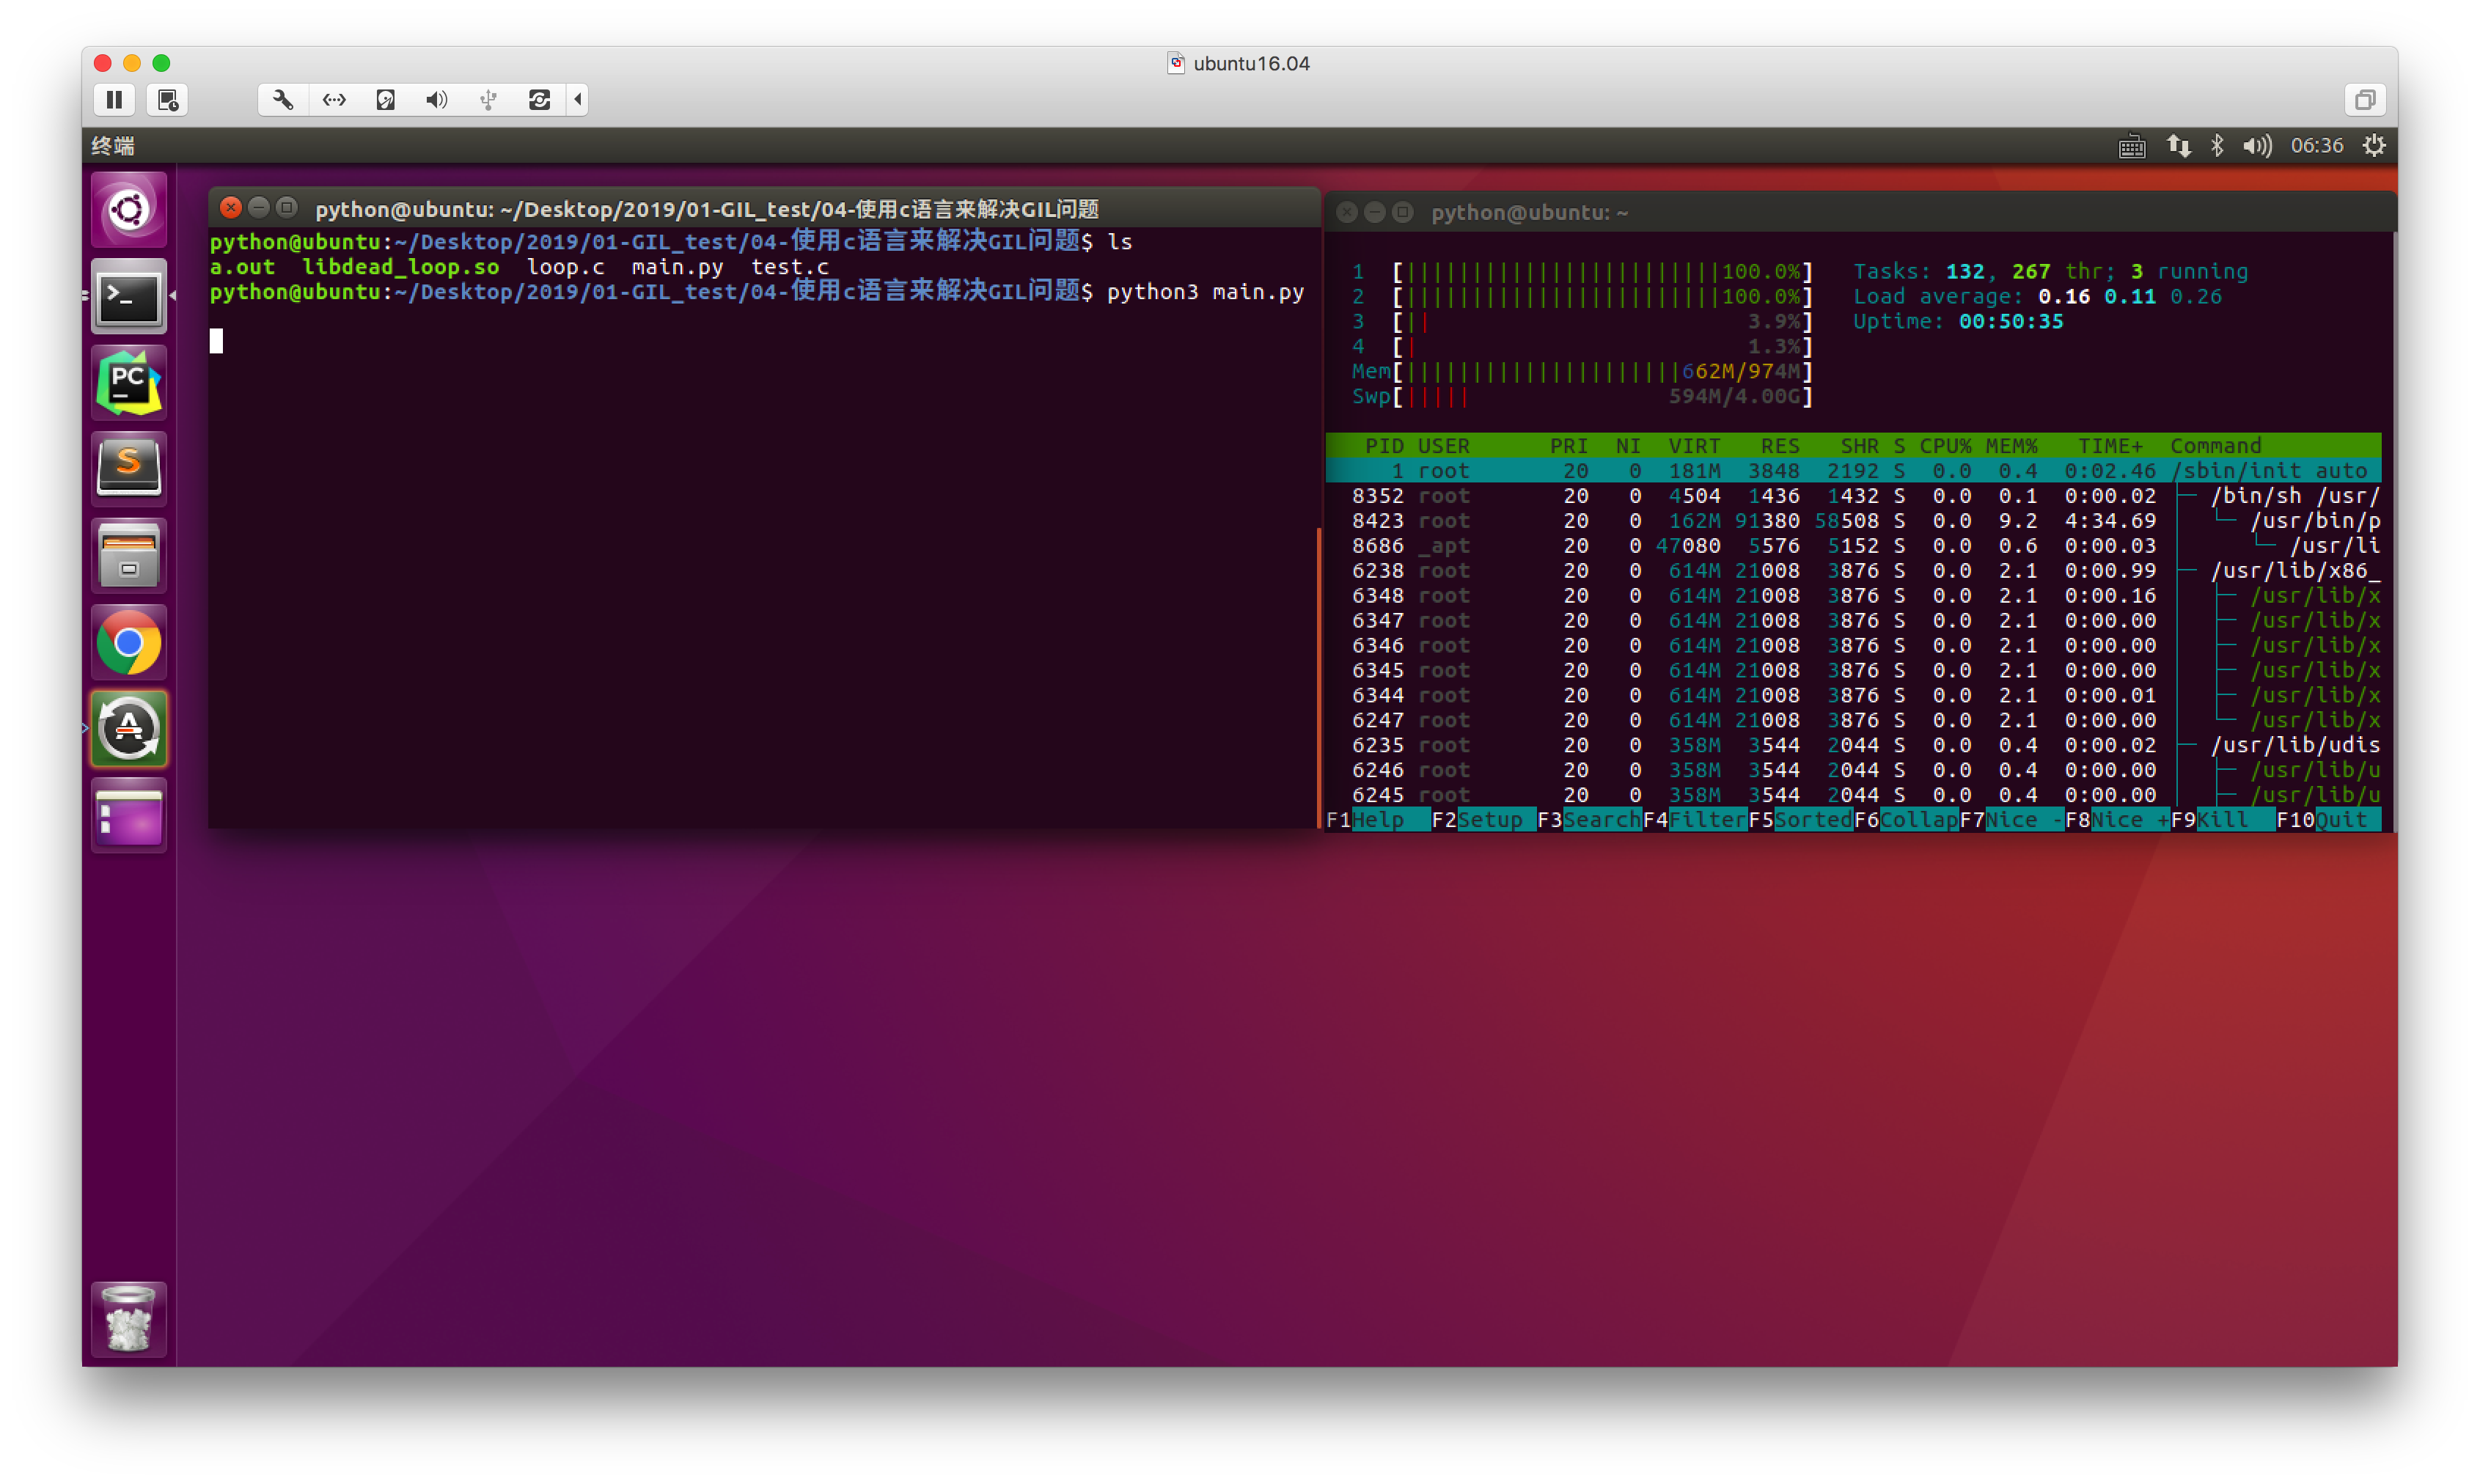 ubuntu16.04
终端
06:36
python@ubuntu: ~/Desktop/2019/01-GIL_test/04-使用c语言来解决GIL问题
python@ubuntu:~/Desktop/2019/01-GIL_test/04-使用c语言来解决GIL问题$ ls
a.out libdead_loop.so loop.c main.py test.c
python@ubuntu:~/Desktop/2019/01-GIL_test/04-使用c语言来解决GIL问题$ python3 main.py
PC
S
python@ubuntu: ~
1 [||||||||||||||||||||||||100.0%] Tasks: 132, 267 thr; 3 running
2 [||||||||||||||||||||||||100.0%] Load average: 0.16 0.11 0.26
3 [|| 3.9%] Uptime: 00:50:35
4 [| 1.3%]
Mem[|||||||||||||||||||||662M/974M]
Swp[||||| 594M/4.00G]
PID USER PRI NI VIRT RES SHR S CPU% MEM% TIME+ Command
1 root 20 0 181M 3848 2192 S 0.0 0.4 0:02.46 /sbin/init auto
8352 root 20 0 4504 1436 1432 S 0.0 0.1 0:00.02 ├─ /bin/sh /usr/
8423 root 20 0 162M 91380 58508 S 0.0 9.2 4:34.69 │ └─ /usr/bin/p
8686 _apt 20 0 47080 5576 5152 S 0.0 0.6 0:00.03 │ └─ /usr/li
6238 root 20 0 614M 21008 3876 S 0.0 2.1 0:00.99 ├─ /usr/lib/x86_
6348 root 20 0 614M 21008 3876 S 0.0 2.1 0:00.16 │ ├─ /usr/lib/x
6347 root 20 0 614M 21008 3876 S 0.0 2.1 0:00.00 │ ├─ /usr/lib/x
6346 root 20 0 614M 21008 3876 S 0.0 2.1 0:00.00 │ ├─ /usr/lib/x
6345 root 20 0 614M 21008 3876 S 0.0 2.1 0:00.00 │ ├─ /usr/lib/x
6344 root 20 0 614M 21008 3876 S 0.0 2.1 0:00.01 │ ├─ /usr/lib/x
6247 root 20 0 614M 21008 3876 S 0.0 2.1 0:00.00 │ └─ /usr/lib/x
6235 root 20 0 358M 3544 2044 S 0.0 0.4 0:00.02 ├─ /usr/lib/udis
6246 root 20 0 358M 3544 2044 S 0.0 0.4 0:00.00 │ ├─ /usr/lib/u
6245 root 20 0 358M 3544 2044 S 0.0 0.4 0:00.00 │ ├─ /usr/lib/u
F1Help F2Setup F3SearchF4FilterF5SortedF6CollapF7Nice -F8Nice +F9Kill F10Quit